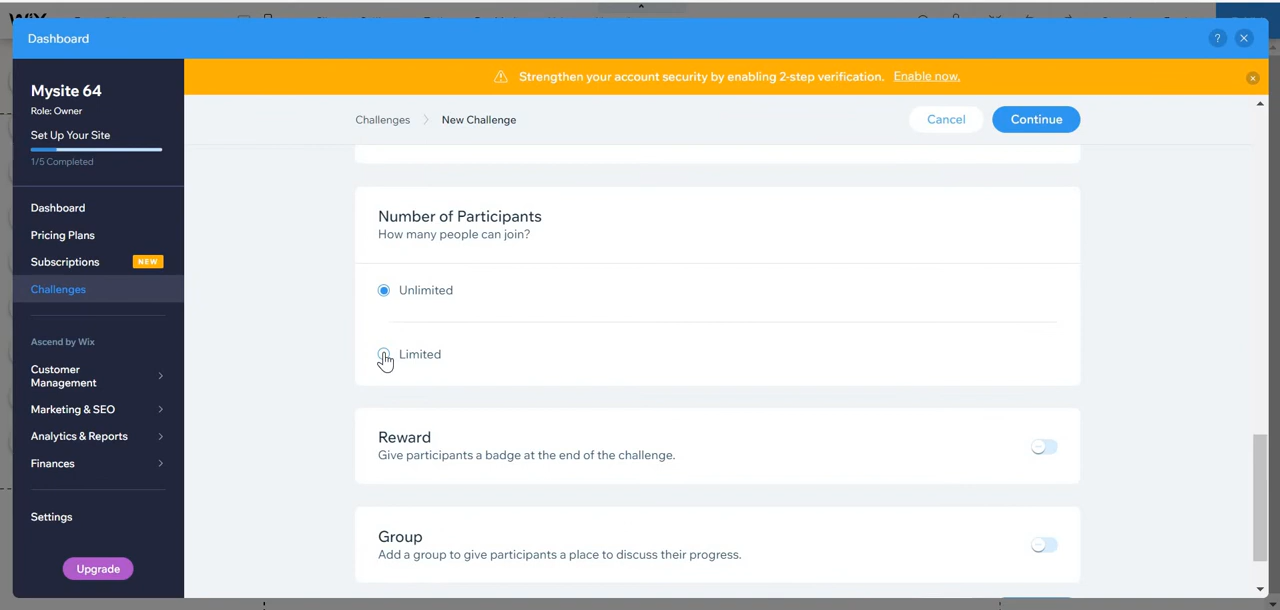 Dashboard
?
Strengthen your account security by enabling 2-step verification. Enable now.
Mysite 64
Role: Owner
Set Up Your Site
1/5 Completed
Dashboard
Pricing Plans
Subscriptions NEW
Challenges
Ascend by Wix
Customer
Management
Marketing & SEO
Analytics & Reports
Finances
Settings
Upgrade
Challenges New Challenge
Cancel
Continue
Number of Participants
How many people can join?
Unlimited
Limited
Reward
Give participants a badge at the end of the challenge.
Group
Add a group to give participants a place to discuss their progress.